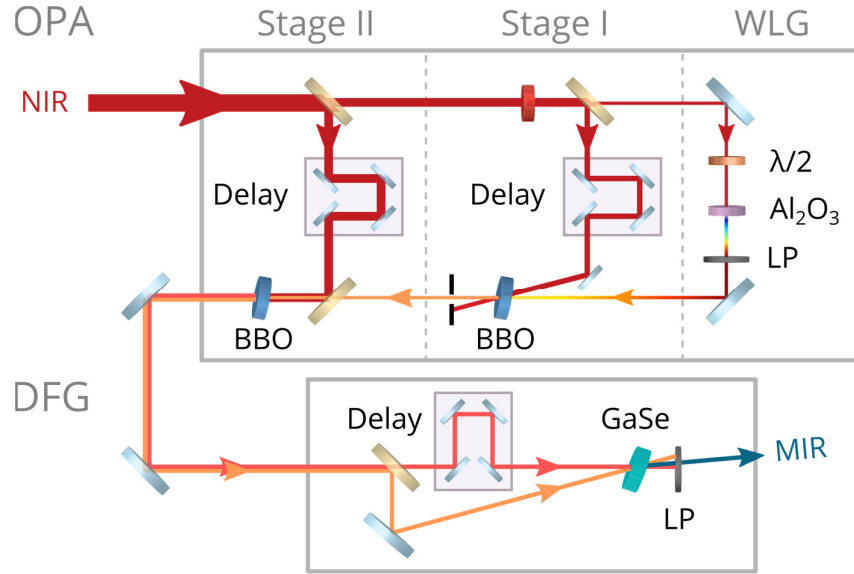 OPA
Stage II
Stage I
WLG
NIR
Delay
Delay
λ/2
Al₂O₃
LP
BBO
BBO
DFG
Delay
GaSe
MIR
LP